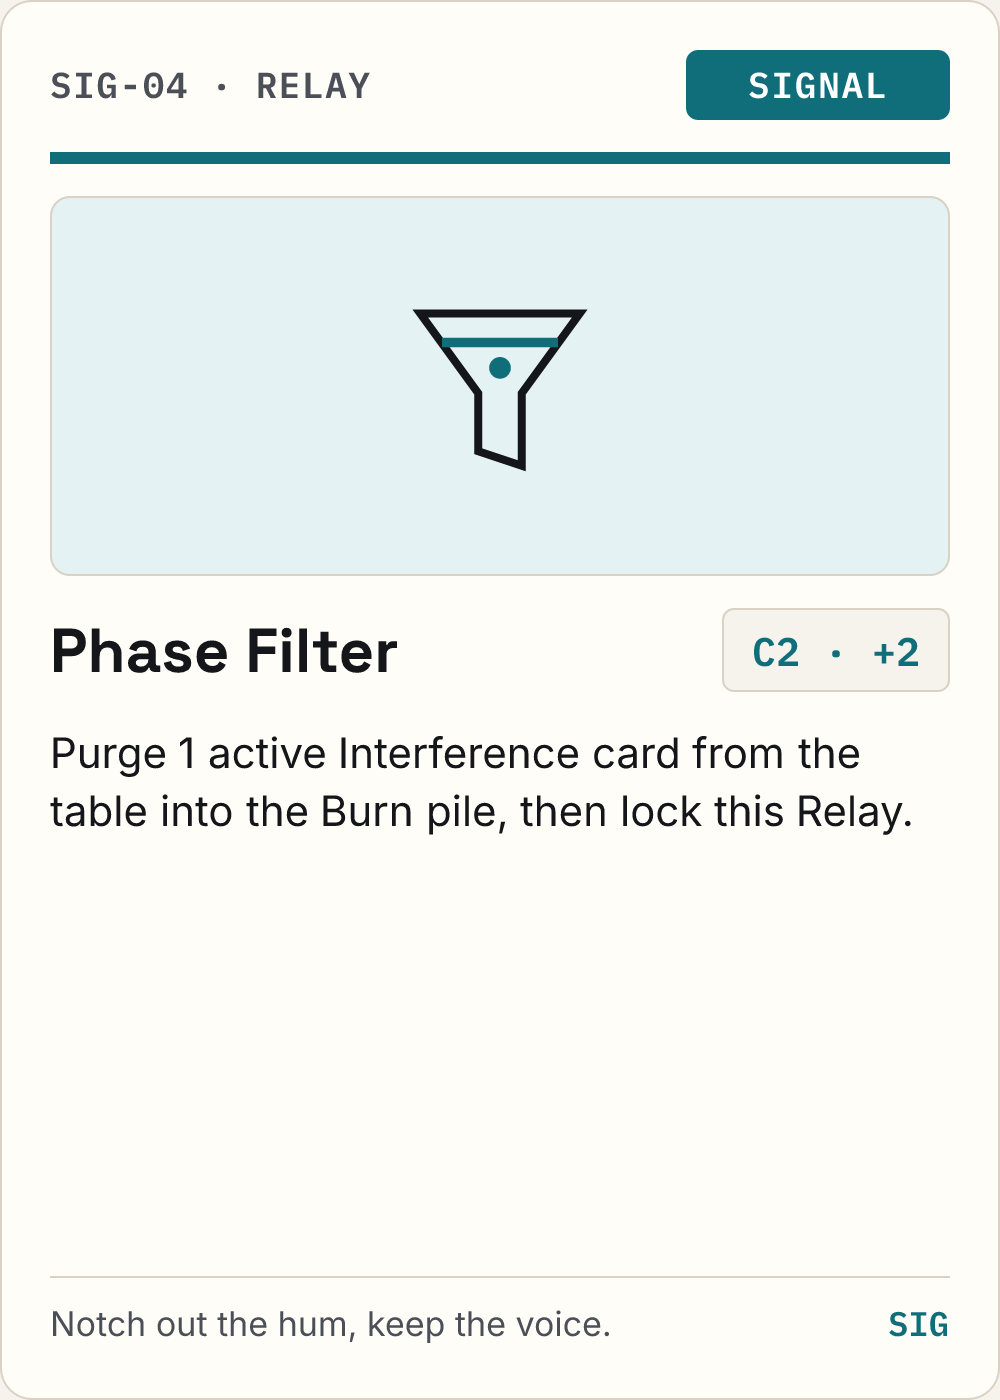 SIG-04 · RELAY
SIGNAL
Phase Filter
C2 · +2
Purge 1 active Interference card from the
table into the Burn pile, then lock this Relay.
Notch out the hum, keep the voice.
SIG